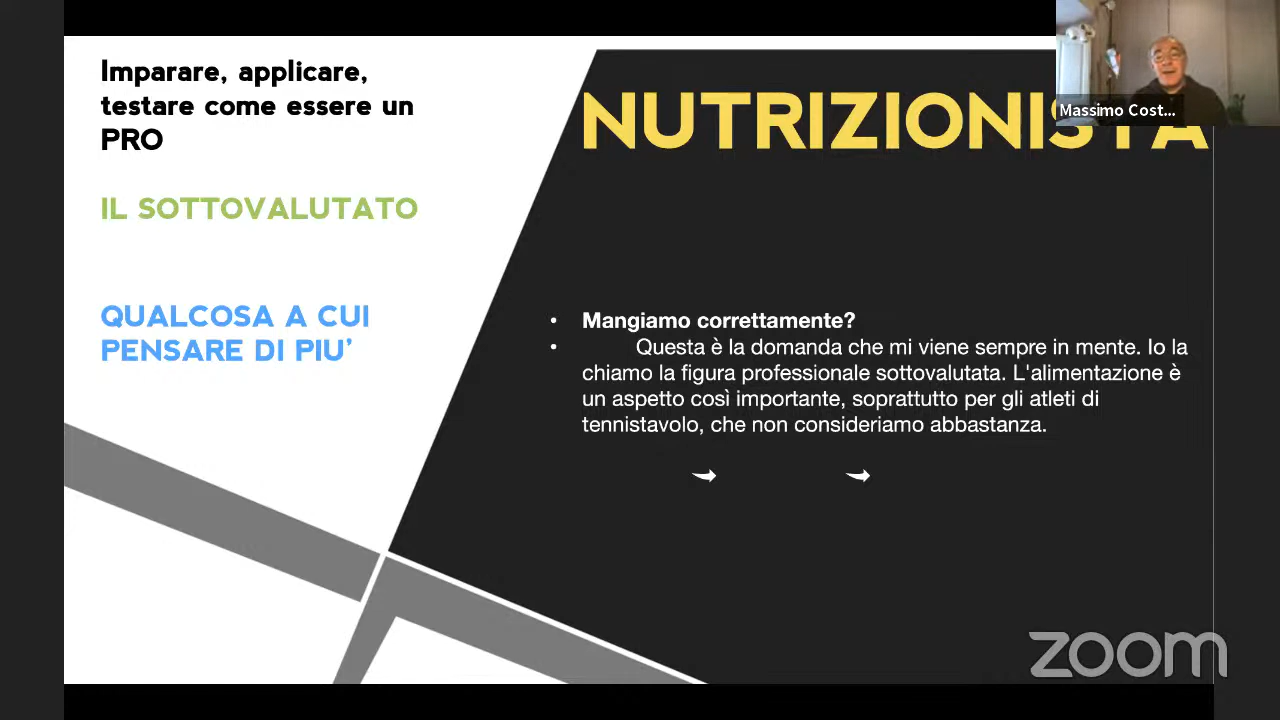 Imparare, applicare,
testare come essere un
PRO
IL SOTTOVALUTATO
QUALCOSA A CUI
PENSARE DI PIU'
NUTRIZIONISTA
Massimo Cost...
• Mangiamo correttamente?
• Questa è la domanda che mi viene sempre in mente. Io la
chiamo la figura professionale sottovalutata. L'alimentazione è
un aspetto così importante, soprattutto per gli atleti di
tennistavolo, che non consideriamo abbastanza.
zoom